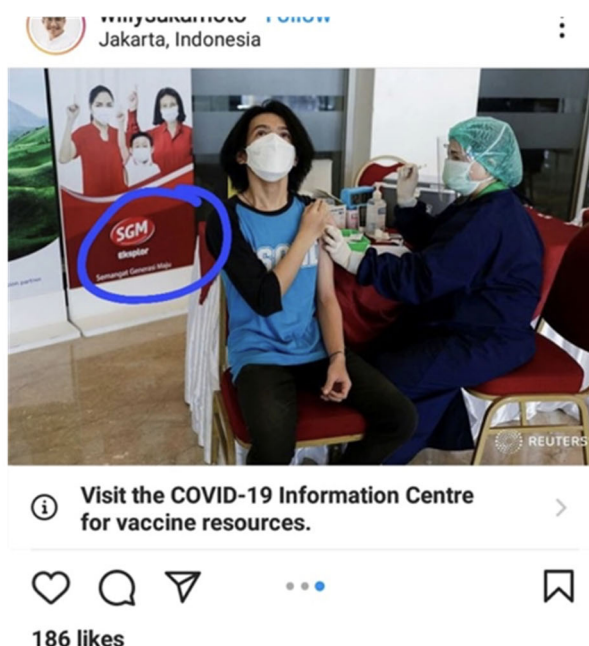 Follow
Jakarta, Indonesia
SGM
Eksplor
Semangat Generasi Maju
REUTERS
Visit the COVID-19 Information Centre
for vaccine resources.
186 likes